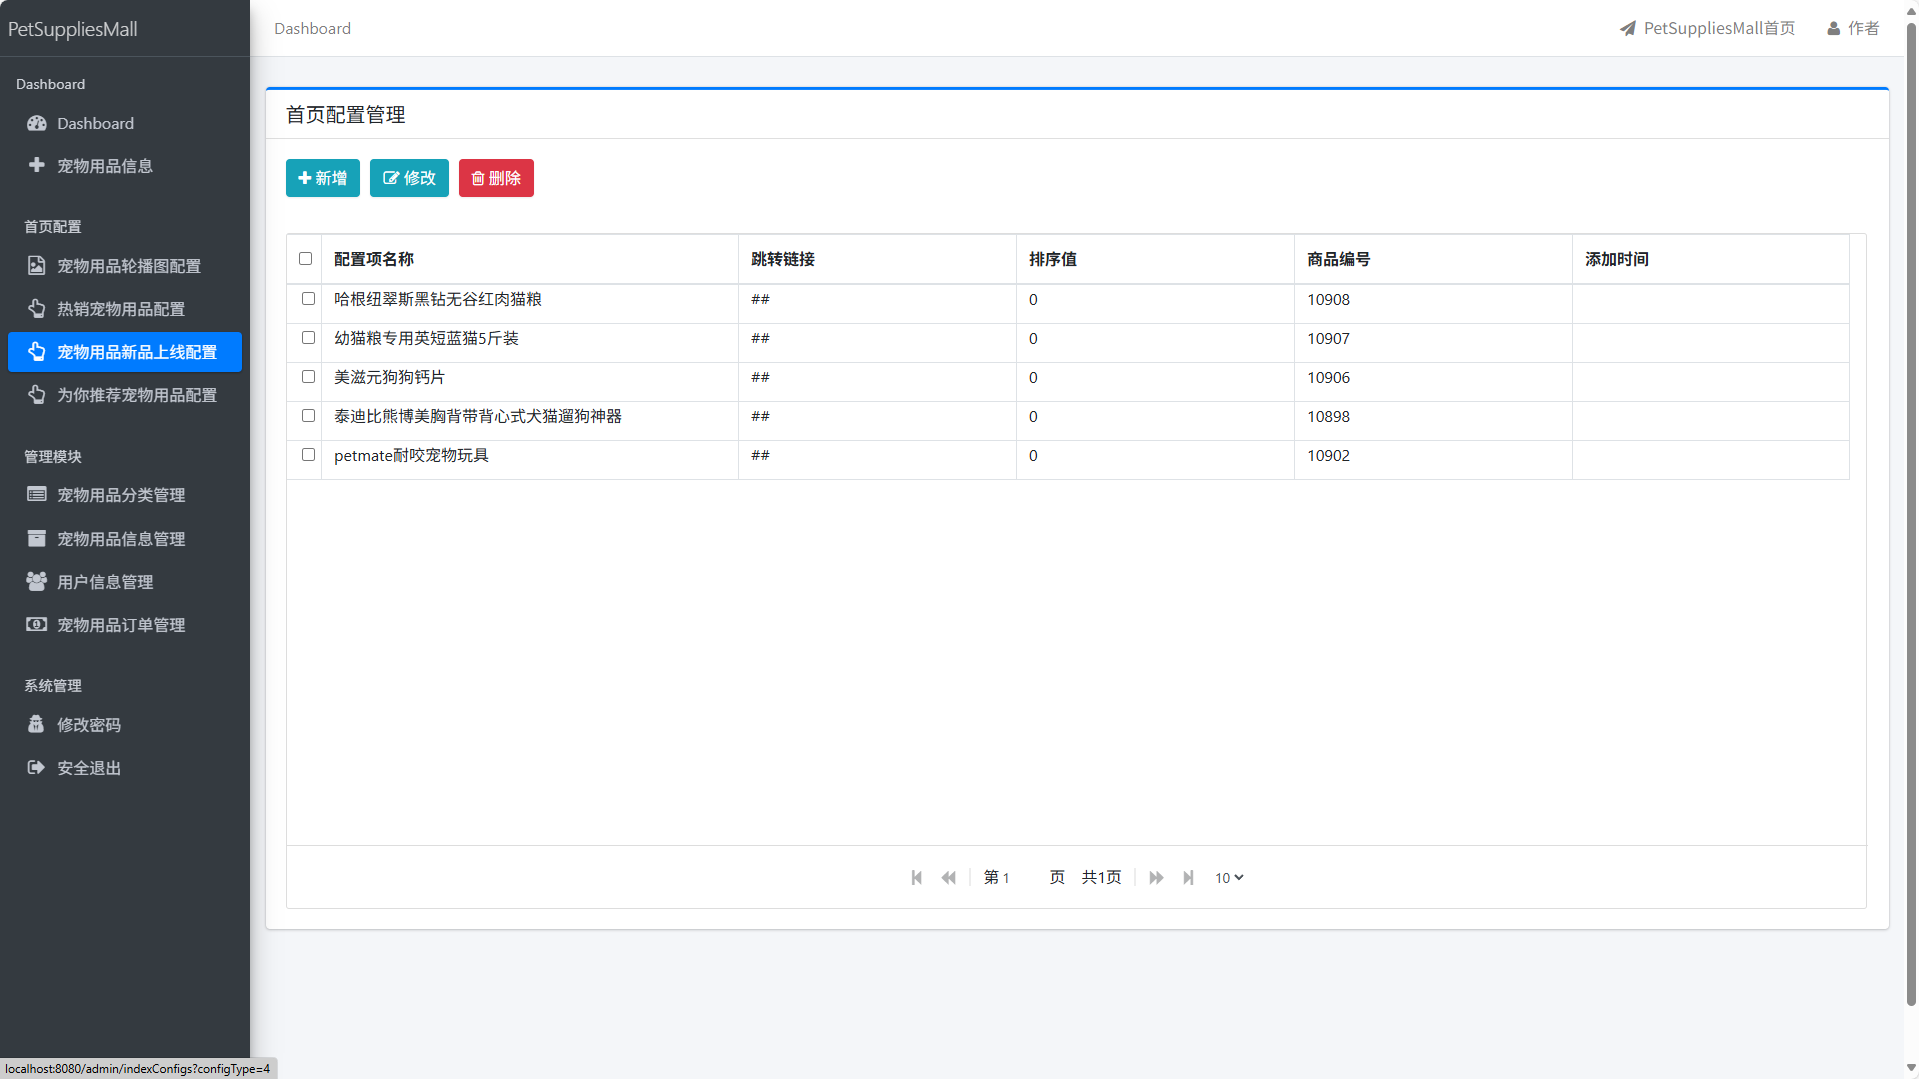 PetSuppliesMall
Dashboard
PetSuppliesMall首页
作者
Dashboard
Dashboard
宠物用品信息
首页配置
宠物用品轮播图配置
热销宠物用品配置
宠物用品新品上线配置
为你推荐宠物用品配置
管理模块
宠物用品分类管理
宠物用品信息管理
用户信息管理
宠物用品订单管理
系统管理
修改密码
安全退出
首页配置管理
新增 修改 删除
配置项名称 跳转链接 排序值 商品编号 添加时间
哈根纽翠斯黑钻无谷红肉猫粮 ## 0 10908
幼猫粮专用英短蓝猫5斤装 ## 0 10907
美滋元狗狗钙片 ## 0 10906
泰迪比熊博美胸背带背心式犬猫遛狗神器 ## 0 10898
petmate耐咬宠物玩具 ## 0 10902
第 1 页 共1页 10
localhost:8080/admin/indexConfigs?configType=4